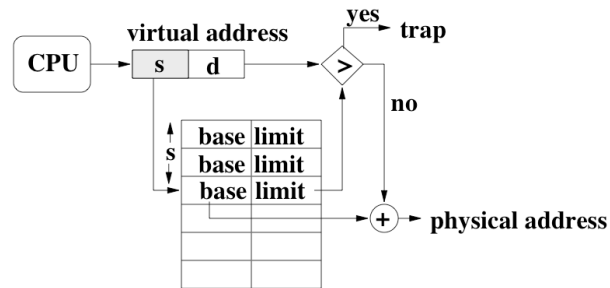 yes
virtual address
trap
CPU
s d
>
no
s
base limit
base limit
base limit
+
physical address